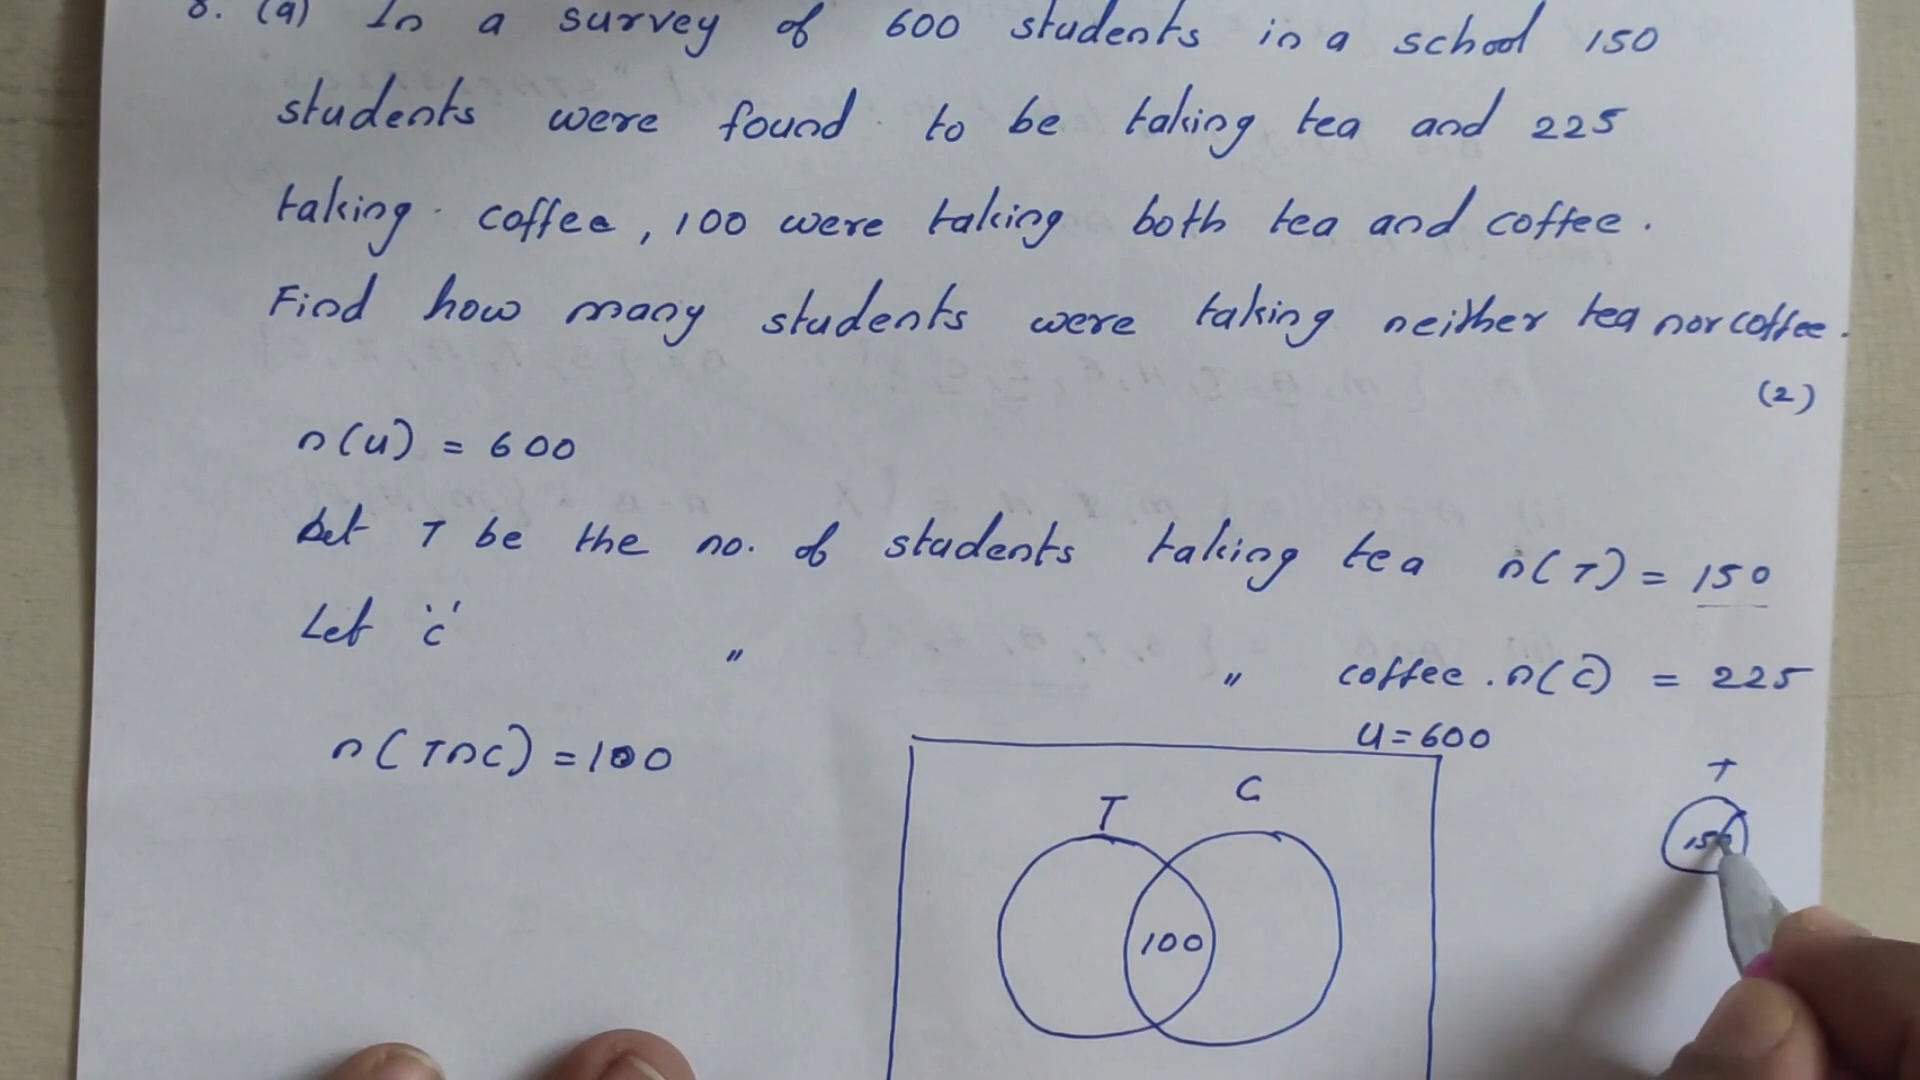 8. (a) In a survey of 600 students in a school 150
students were found to be taking tea and 225
taking coffee, 100 were taking both tea and coffee.
Find how many students were taking neither tea nor coffee.
(2)
n(U) = 600
Let T be the no. of students taking tea n(T) = 150
Let 'c' " " coffee. n(C) = 225
n(T∩C) = 100
U = 600
T C
100
T
150